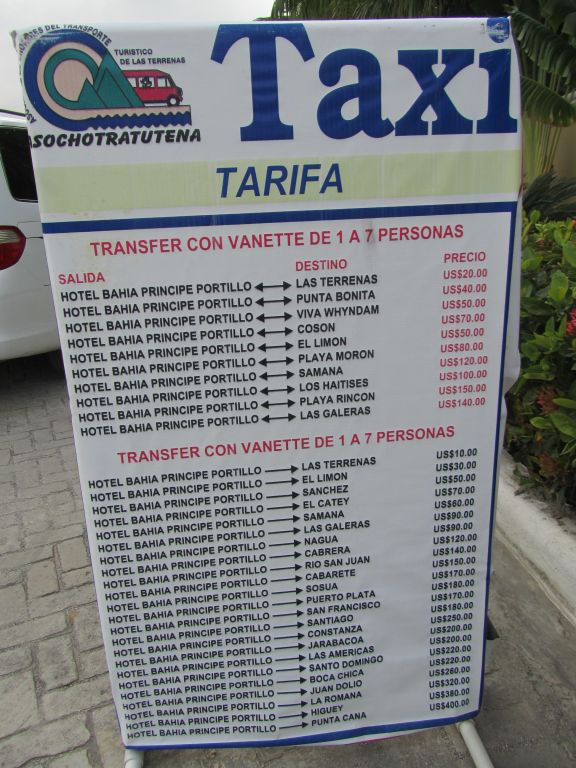 DEL TRANSPORTE
TURISTICO
DE LAS TERRENAS
SOCHOTRATUTENA
Taxi
TARIFA
TRANSFER CON VANETTE DE 1 A 7 PERSONAS
SALIDA DESTINO PRECIO
HOTEL BAHIA PRINCIPE PORTILLO LAS TERRENAS US$20.00
HOTEL BAHIA PRINCIPE PORTILLO PUNTA BONITA US$40.00
HOTEL BAHIA PRINCIPE PORTILLO VIVA WHYNDAM US$50.00
HOTEL BAHIA PRINCIPE PORTILLO COSON US$70.00
HOTEL BAHIA PRINCIPE PORTILLO EL LIMON US$50.00
HOTEL BAHIA PRINCIPE PORTILLO PLAYA MORON US$80.00
HOTEL BAHIA PRINCIPE PORTILLO SAMANA US$120.00
HOTEL BAHIA PRINCIPE PORTILLO LOS HAITISES US$100.00
HOTEL BAHIA PRINCIPE PORTILLO PLAYA RINCON US$150.00
HOTEL BAHIA PRINCIPE PORTILLO LAS GALERAS US$140.00
TRANSFER CON VANETTE DE 1 A 7 PERSONAS
HOTEL BAHIA PRINCIPE PORTILLO LAS TERRENAS US$10.00
HOTEL BAHIA PRINCIPE PORTILLO EL LIMON US$30.00
HOTEL BAHIA PRINCIPE PORTILLO SANCHEZ US$50.00
HOTEL BAHIA PRINCIPE PORTILLO EL CATEY US$70.00
HOTEL BAHIA PRINCIPE PORTILLO SAMANA US$60.00
HOTEL BAHIA PRINCIPE PORTILLO LAS GALERAS US$90.00
HOTEL BAHIA PRINCIPE PORTILLO NAGUA US$90.00
HOTEL BAHIA PRINCIPE PORTILLO CABRERA US$120.00
HOTEL BAHIA PRINCIPE PORTILLO RIO SAN JUAN US$140.00
HOTEL BAHIA PRINCIPE PORTILLO CABARETE US$150.00
HOTEL BAHIA PRINCIPE PORTILLO SOSUA US$170.00
HOTEL BAHIA PRINCIPE PORTILLO PUERTO PLATA US$180.00
HOTEL BAHIA PRINCIPE PORTILLO SAN FRANCISCO US$170.00
HOTEL BAHIA PRINCIPE PORTILLO SANTIAGO US$180.00
HOTEL BAHIA PRINCIPE PORTILLO CONSTANZA US$250.00
HOTEL BAHIA PRINCIPE PORTILLO JARABACOA US$200.00
HOTEL BAHIA PRINCIPE PORTILLO LAS AMERICAS US$200.00
HOTEL BAHIA PRINCIPE PORTILLO SANTO DOMINGO US$220.00
HOTEL BAHIA PRINCIPE PORTILLO BOCA CHICA US$220.00
HOTEL BAHIA PRINCIPE PORTILLO JUAN DOLIO US$260.00
HOTEL BAHIA PRINCIPE PORTILLO LA ROMANA US$320.00
HOTEL BAHIA PRINCIPE PORTILLO HIGUEY US$380.00
HOTEL BAHIA PRINCIPE PORTILLO PUNTA CANA US$400.00